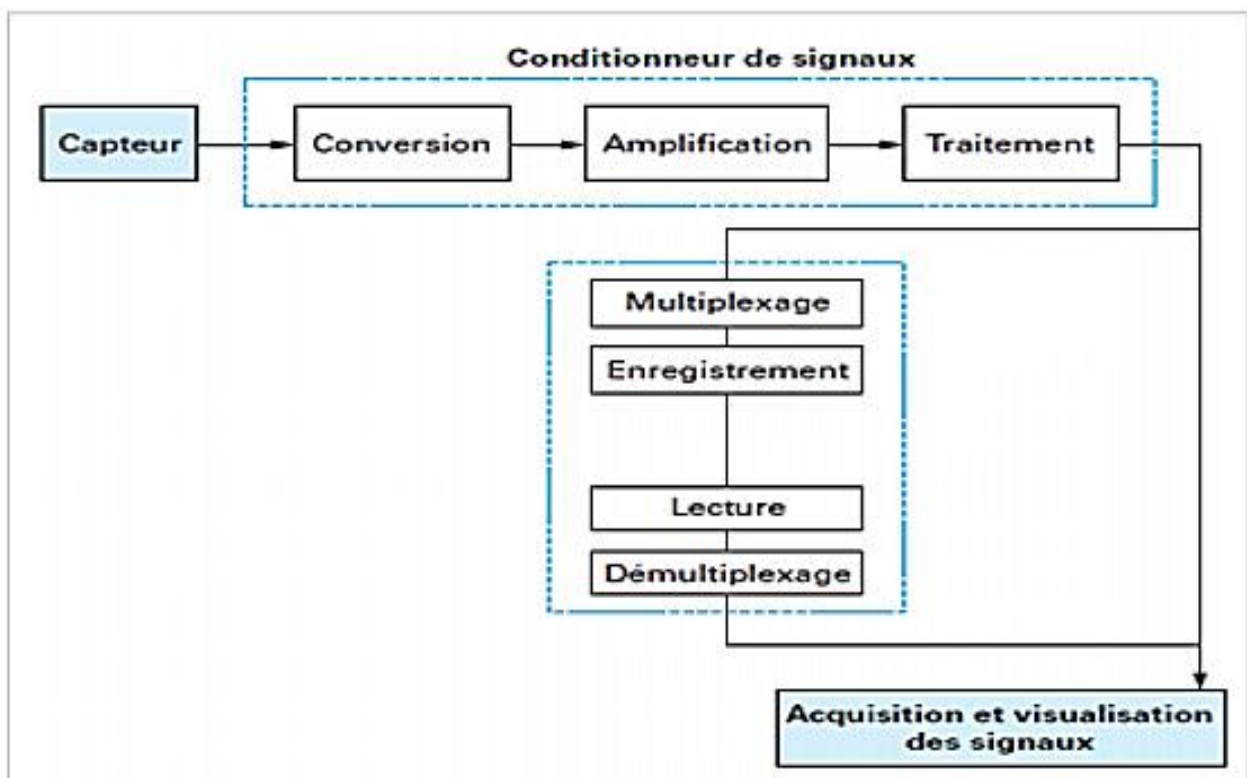 Conditionneur de signaux
Capteur
Conversion
Amplification
Traitement
Multiplexage
Enregistrement
Lecture
Démultiplexage
Acquisition et visualisation
des signaux